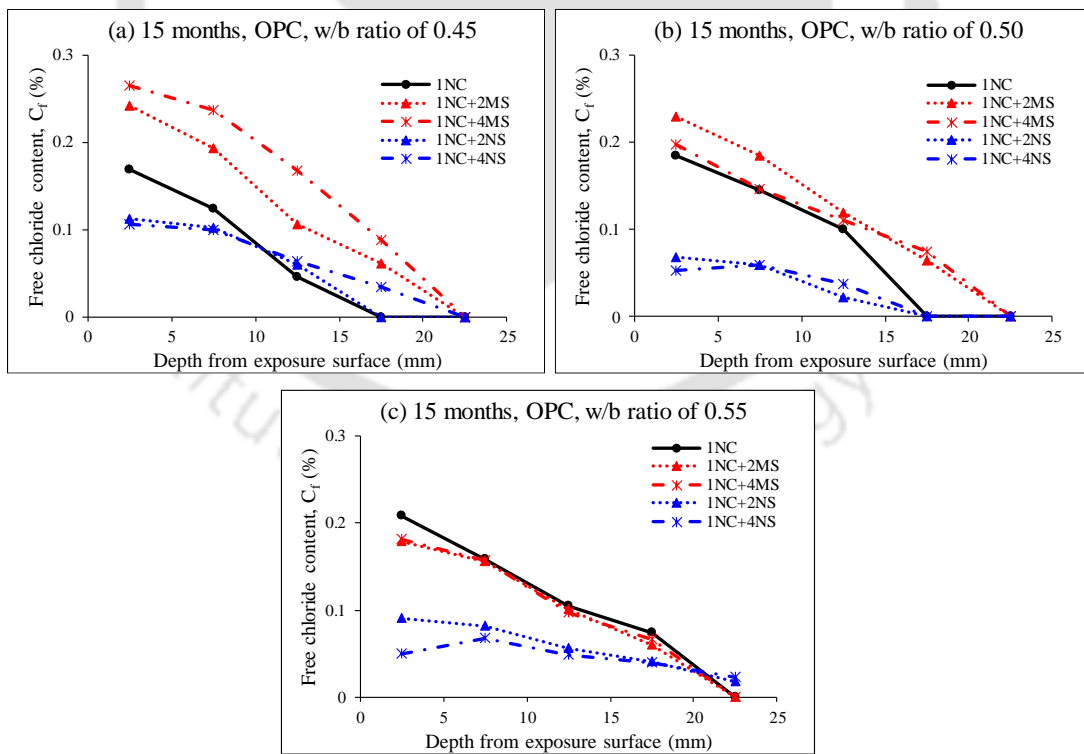 (a) 15 months, OPC, w/b ratio of 0.45
0.3
0.2
0.1
0
Free chloride content, C_f (%)
1NC
1NC+2MS
1NC+4MS
1NC+2NS
1NC+4NS
0 5 10 15 20 25
Depth from exposure surface (mm)
(b) 15 months, OPC, w/b ratio of 0.50
0.3
0.2
0.1
0
Free chloride content, C_f (%)
1NC
1NC+2MS
1NC+4MS
1NC+2NS
1NC+4NS
0 5 10 15 20 25
Depth from exposure surface (mm)
(c) 15 months, OPC, w/b ratio of 0.55
0.3
0.2
0.1
0
Free chloride content, C_f (%)
1NC
1NC+2MS
1NC+4MS
1NC+2NS
1NC+4NS
0 5 10 15 20 25
Depth from exposure surface (mm)